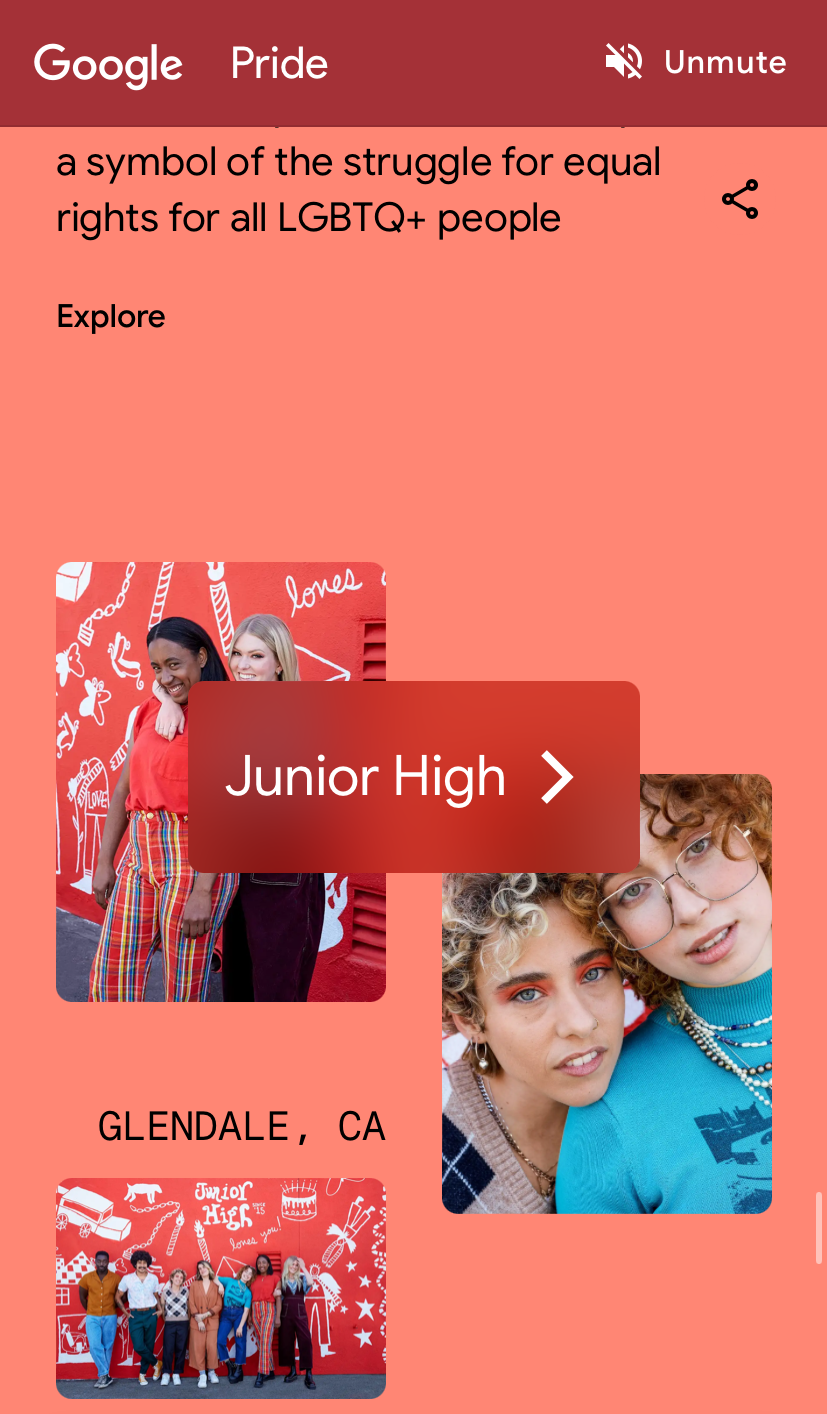 Google Pride Unmute
a symbol of the struggle for equal
rights for all LGBTQ+ people
Explore
loves
LOVE
Junior High
GLENDALE, CA
Junior
High
SINCE
'15
loves you!